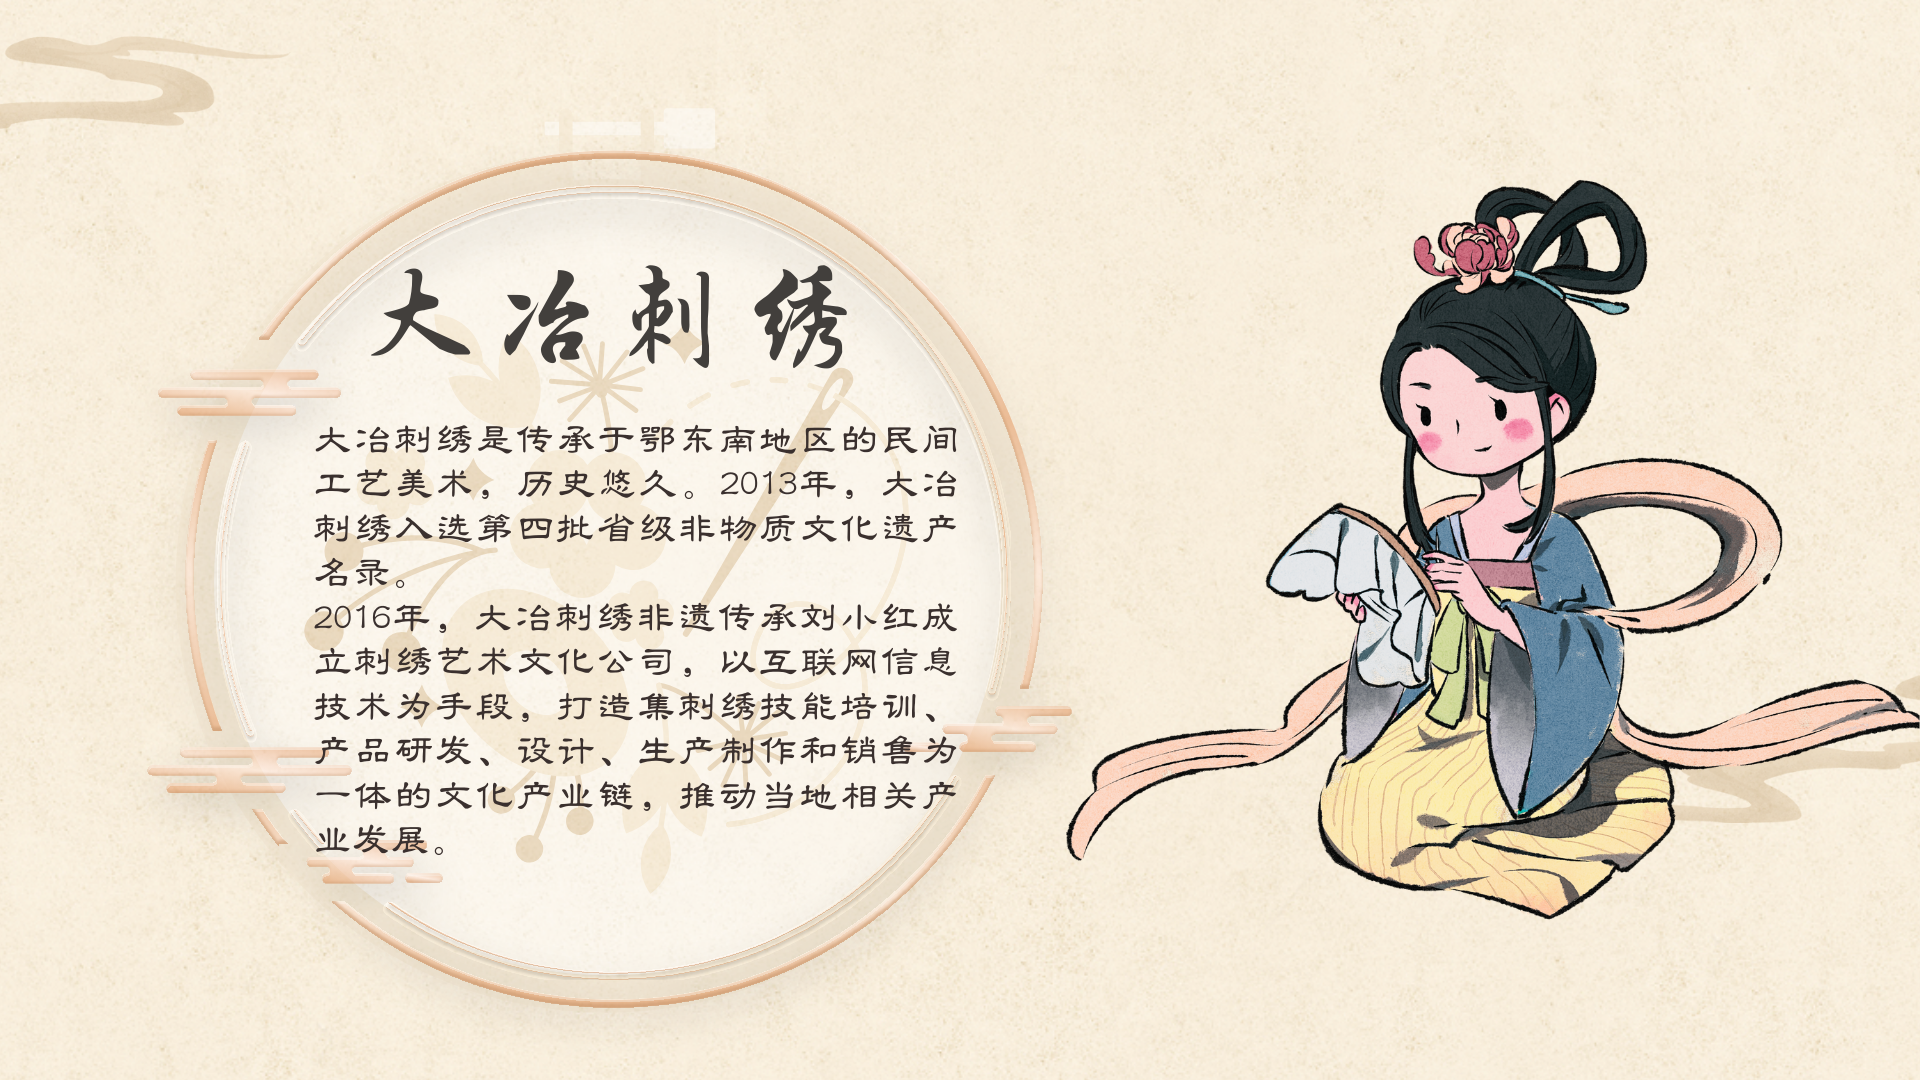 大冶刺绣
大冶刺绣是传承于鄂东南地区的民间
工艺美术，历史悠久。2013年，大冶
刺绣入选第四批省级非物质文化遗产
名录。
2016年，大冶刺绣非遗传承刘小红成
立刺绣艺术文化公司，以互联网信息
技术为手段，打造集刺绣技能培训、
产品研发、设计、生产制作和销售为
一体的文化产业链，推动当地相关产
业发展。